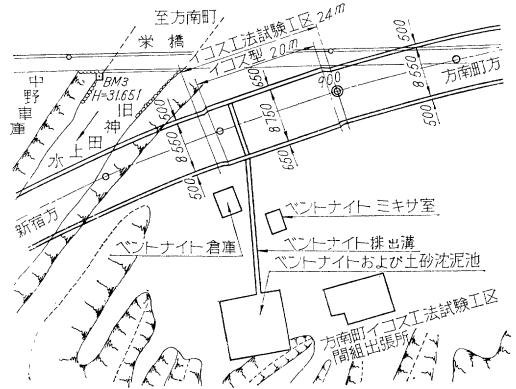 至方南町
栄橋
イコス工法試験工区 24m
イコス型 20m
BM3
H=31.651
中野車庫
旧神田上水
500
8550
500
650
8750
650
900
500
8550
500
方南町方
新宿方
ベントナイト倉庫
ベントナイト ミキサ室
ベントナイト排出溝
ベントナイトおよび土砂沈泥池
方南町イコス工法試験工区
間組出張所